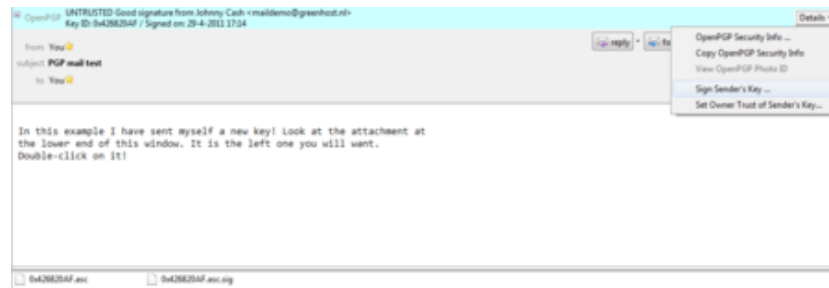 OpenPGP UNTRUSTED Good signature from Johnny Cash <maildemo@greenhost.nl>
Key ID: 0x426820AF / Signed on: 29-4-2011 17:14
Details
from You
subject PGP mail test
to You
reply
fo
OpenPGP Security Info ...
Copy OpenPGP Security Info
View OpenPGP Photo ID
Sign Sender's Key ...
Set Owner Trust of Sender's Key...
In this example I have sent myself a new key! Look at the attachment at
the lower end of this window. It is the left one you will want.
Double-click on it!
0x426820AF.asc 0x426820AF.asc.sig